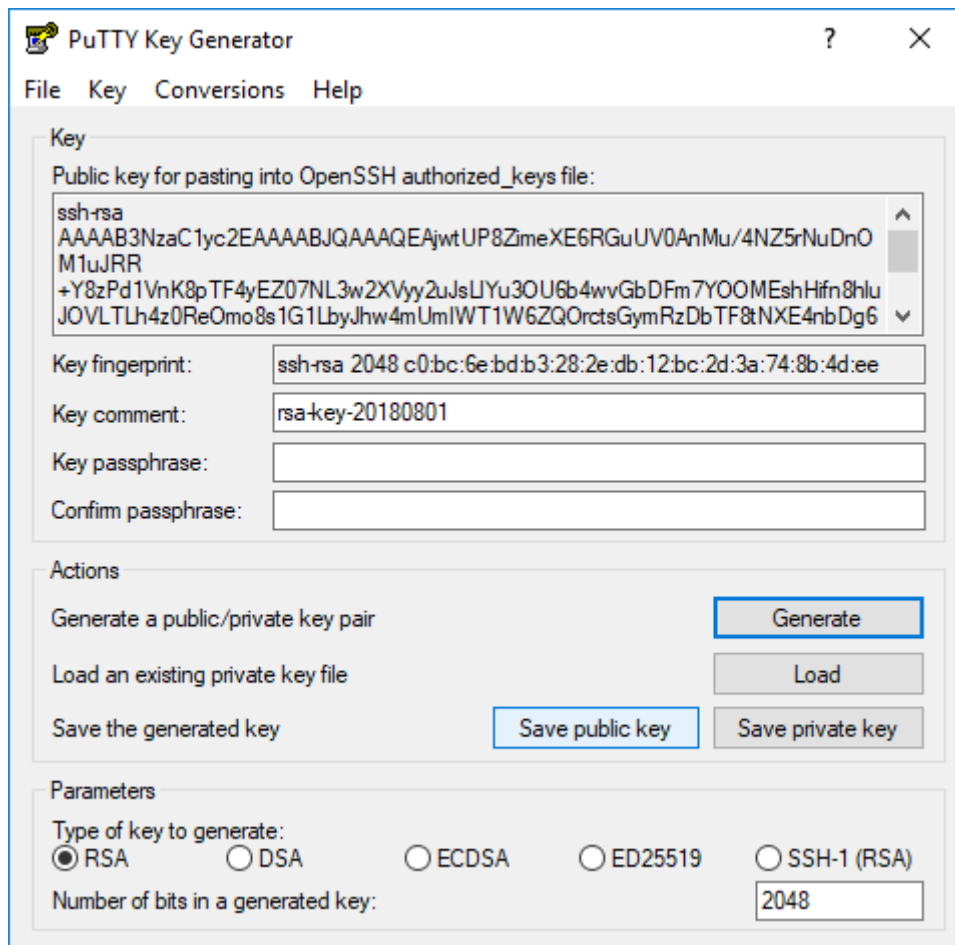 PuTTY Key Generator
? ×
File Key Conversions Help
Key
Public key for pasting into OpenSSH authorized_keys file:
ssh-rsa
AAAAB3NzaC1yc2EAAAABJQAAAQEAjwtUP8ZimeXE6RGuUV0AnMu/4NZ5rNuDnO
M1uJRR
+Y8zPd1VnK8pTF4yEZ07NL3w2XVyy2uJsLIYu3OU6b4wvGbDFm7YOOMEshHifn8hlu
JOVLTLh4z0ReOmo8s1G1LbyJhw4mUmIWT1W6ZQOrctsGymRzDbTF8tNXE4nbDg6
Key fingerprint: ssh-rsa 2048 c0:bc:6e:bd:b3:28:2e:db:12:bc:2d:3a:74:8b:4d:ee
Key comment: rsa-key-20180801
Key passphrase:
Confirm passphrase:
Actions
Generate a public/private key pair Generate
Load an existing private key file Load
Save the generated key Save public key Save private key
Parameters
Type of key to generate:
RSA DSA ECDSA ED25519 SSH-1 (RSA)
Number of bits in a generated key: 2048